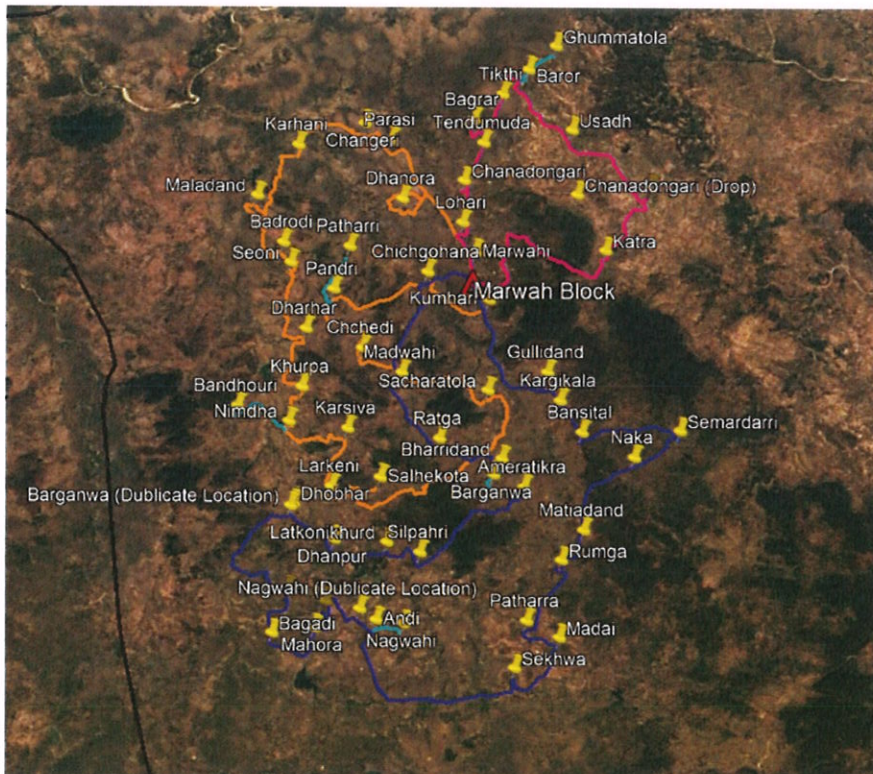 Ghummatola
Tikthi
Baror
Bagrar
Parasi
Tendumuda
Usadh
Karhani
Changeri
Chanadongari
Dhanora
Chanadongari (Drop)
Maladand
Lohari
Badrodi
Patharri
Katra
Seoni
Chichgohana
Marwahi
Pandri
Kumhari
Marwah Block
Dharhar
Chchedi
Madwahi
Gullidand
Khurpa
Sacharatola
Kargikala
Bandhouri
Nimdha
Karsiva
Ratga
Bansital
Semardarri
Bharridand
Naka
Larkeni
Salhekota
Ameratikra
Barganwa (Dublicate Location)
Dhobhar
Barganwa
Matiadand
Latkonikhurd
Silpahri
Dhanpur
Rumga
Nagwahi (Dublicate Location)
Patharra
Bagadi
Andi
Madai
Mahora
Nagwahi
Sekhwa